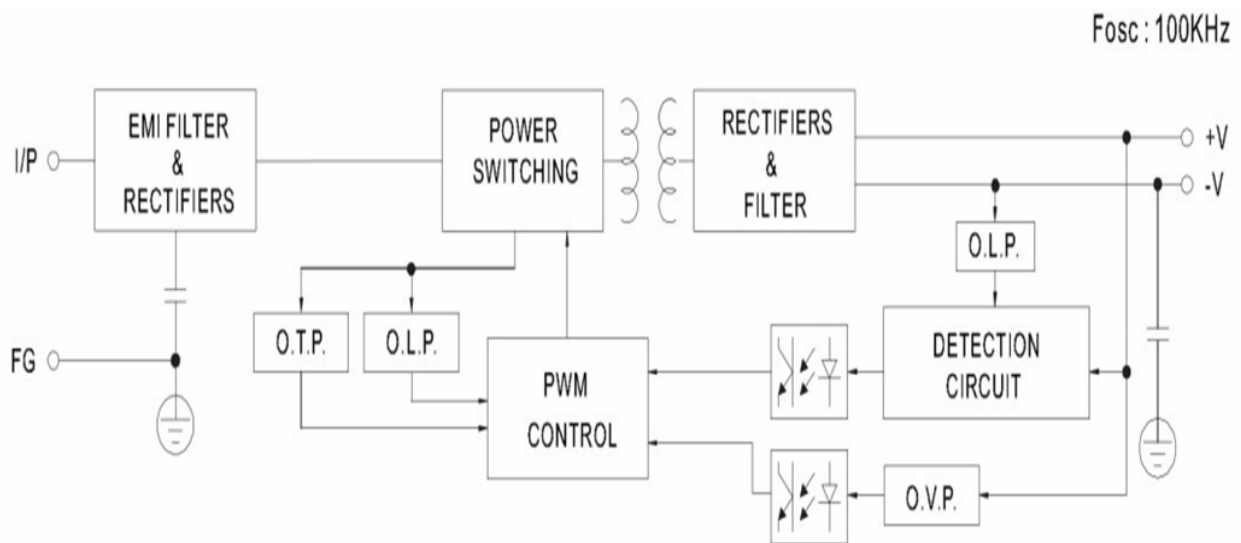 Fosc : 100KHz
EMI FILTER
&
RECTIFIERS
POWER
SWITCHING
RECTIFIERS
&
FILTER
I/P
+V
-V
O.L.P.
O.T.P.
O.L.P.
PWM
CONTROL
DETECTION
CIRCUIT
FG
O.V.P.